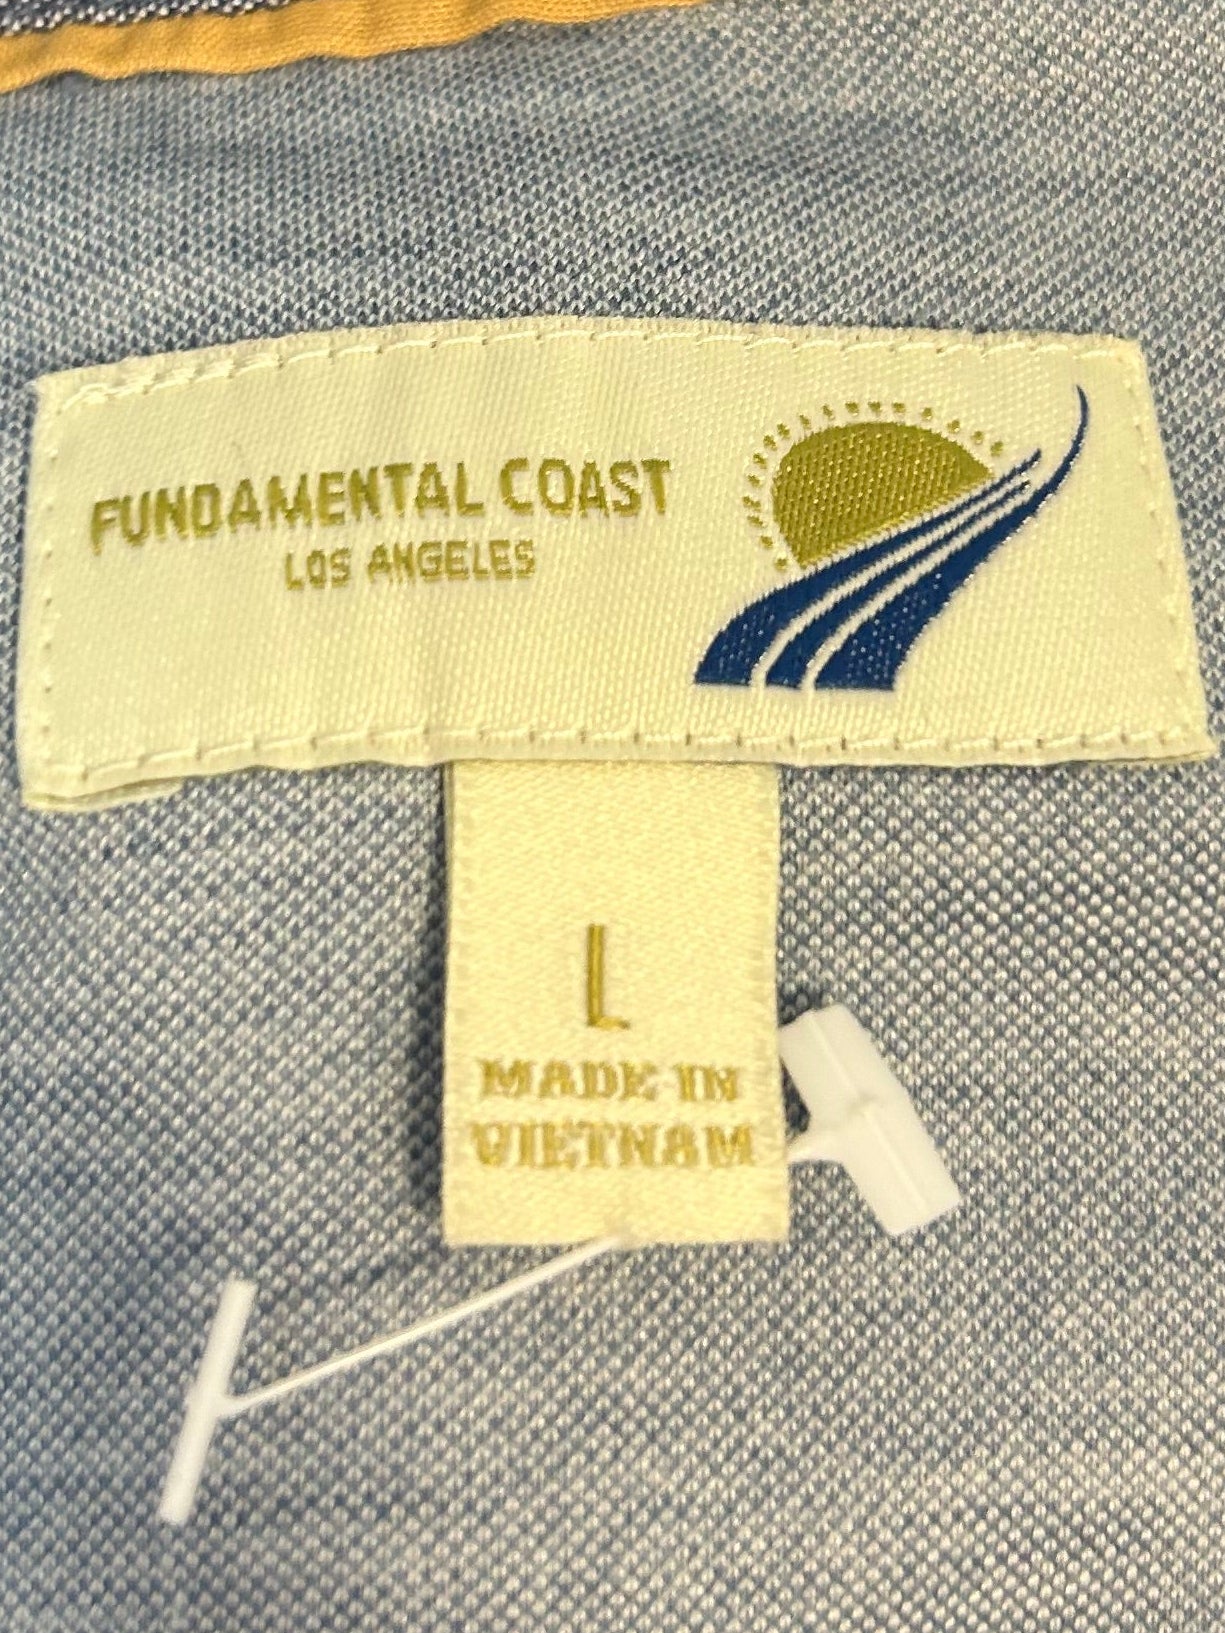 FUNDAMENTAL COAST
LOS ANGELES
L
MADE IN
VIETNAM